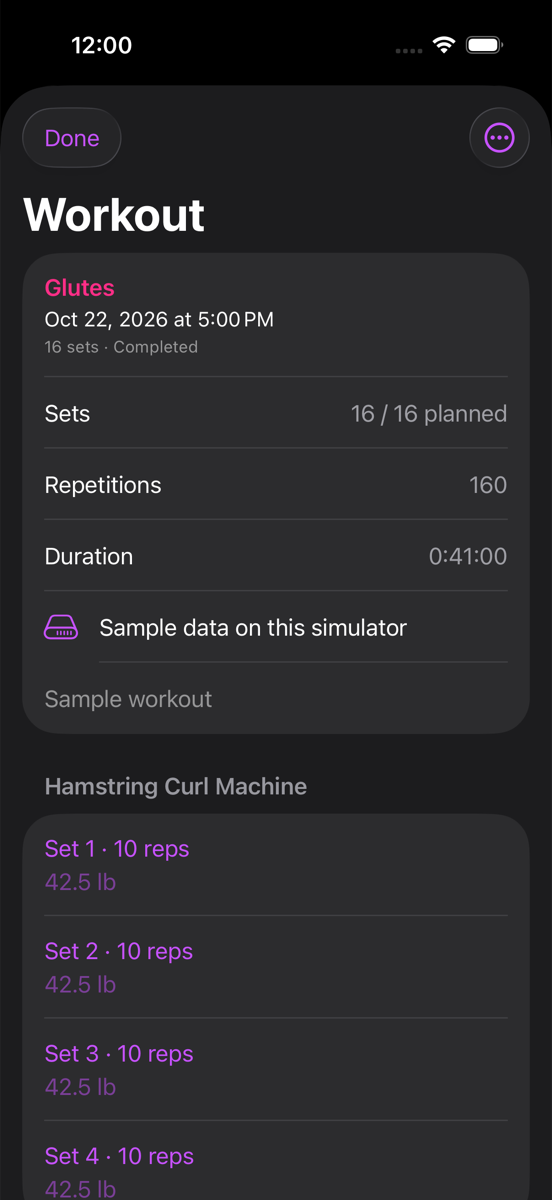 12:00
Done
Workout
Glutes
Oct 22, 2026 at 5:00 PM
16 sets · Completed
Sets 16 / 16 planned
Repetitions 160
Duration 0:41:00
Sample data on this simulator
Sample workout
Hamstring Curl Machine
Set 1 · 10 reps
42.5 lb
Set 2 · 10 reps
42.5 lb
Set 3 · 10 reps
42.5 lb
Set 4 · 10 reps
42.5 lb